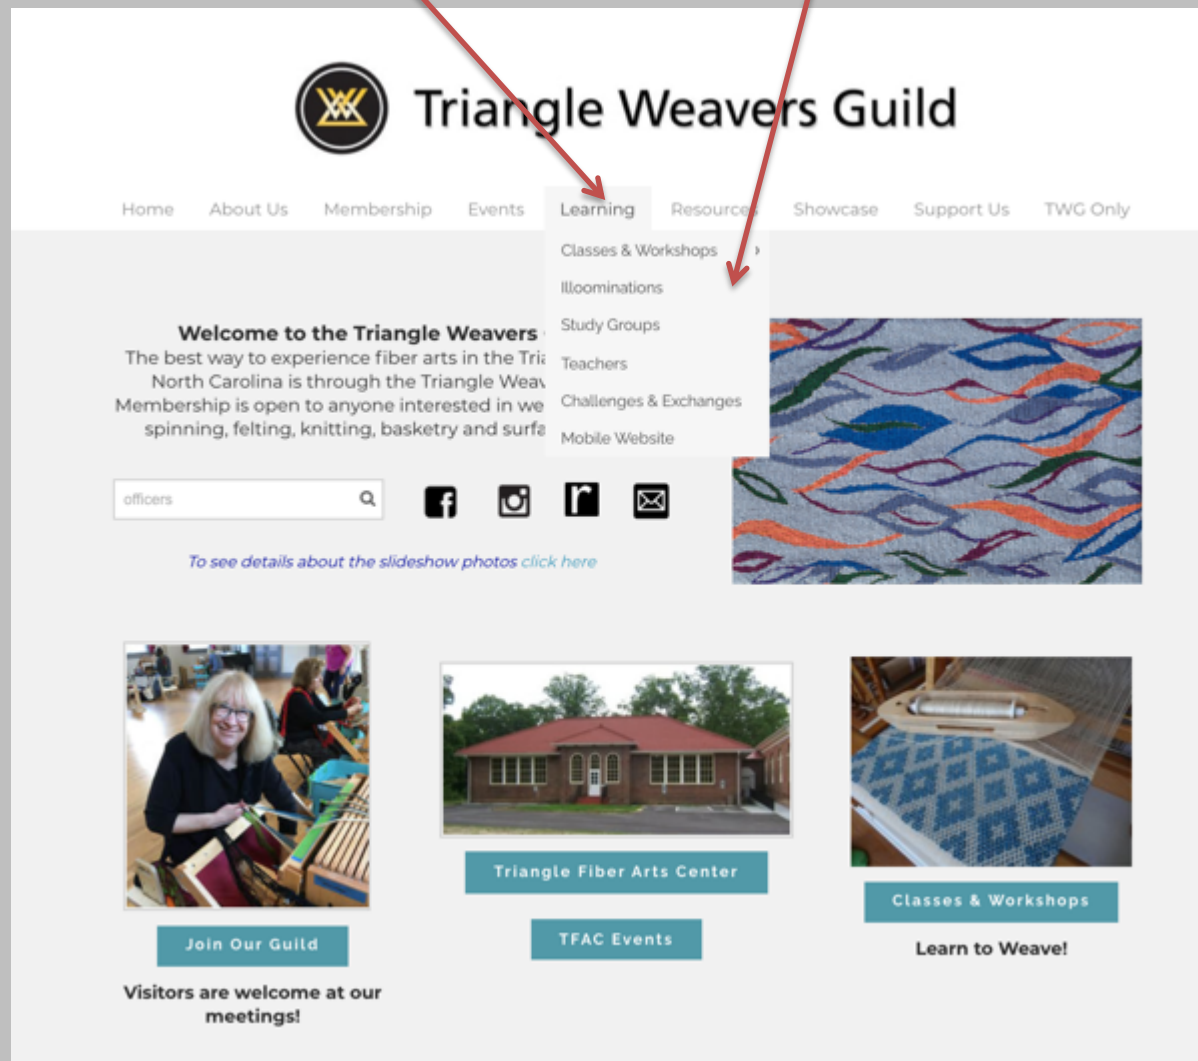 Triangle Weavers Guild
Home About Us Membership Events Learning Resources Showcase Support Us TWG Only
Classes & Workshops ›
Illoominations
Study Groups
Teachers
Challenges & Exchanges
Mobile Website
Welcome to the Triangle Weavers
The best way to experience fiber arts in the
North Carolina is through the Triangle
Membership is open to anyone interested in
spinning, felting, knitting, basketry and
officers
To see details about the slideshow photos click here
Join Our Guild
Visitors are welcome at our
meetings!
Triangle Fiber Arts Center
TFAC Events
Classes & Workshops
Learn to Weave!